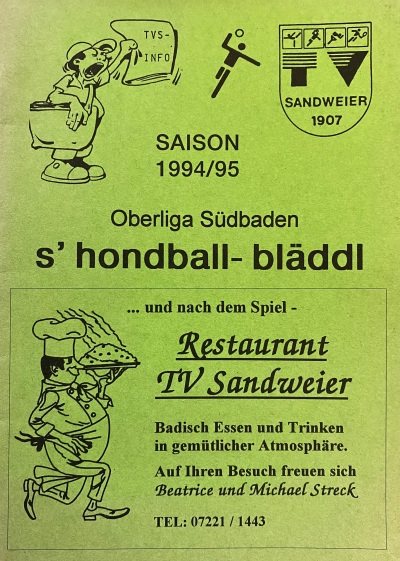 TVS-
INFO
TV
SANDWEIER
1907
SAISON
1994/95
Oberliga Südbaden
s' hondball- bläddl
... und nach dem Spiel -
Restaurant
TV Sandweier
Badisch Essen und Trinken
in gemütlicher Atmosphäre.
Auf Ihren Besuch freuen sich
Beatrice und Michael Streck
TEL: 07221 / 1443